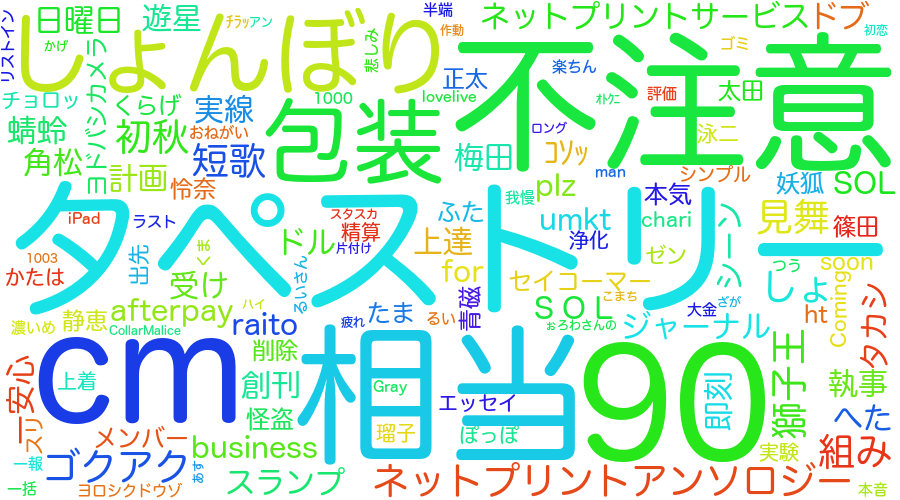 リストイン
日曜日
遊星
ﾁﾗｯ
アン
半端
ネットプリントサービス
ドブ
初恋
かげ
しょんぼり
悲しみ
作動
不注意
ゴミ
チョロッ
くらげ
ヨドバシカメラ
実線
1000
正太
lovelive
楽ちん
ｵﾄｸﾆ
評価
太田
蜻蛉
初秋
おねがい
包装
ロング
泳二
角松
計画
短歌
梅田
ｺｿｯ
man
シンプル
妖狐
SOL
怜奈
タペストリー
我慢
plz
本気
iPad
ラスト
スタスカ
ふた
umkt
chari
シーン
見舞
篠田
1003
出先
くま
ドル
精算
片付け
上達
浄化
ゼン
かたは
受け
るいさん
for
セイコーマー
つう
しょ
soon
濃いめ
静恵
afterpay
ハイ
raito
疲れ
たま
るい
青磁
ＳＯＬ
こまち
ぉろわさんの
大金
ざが
ジャーナル
Coming
ht
タカシ
CollarMalice
cm
削除
相当
90
獅子王
一安心
上着
創刊
Gray
エッセイ
即刻
執事
スリ
メンバー
怪盗
瑠子
ぽっぽ
へた
一報
ゴクアク
あす
business
実験
組み
一括
ヨロシクドウゾ
スランプ
ネットプリントアンソロジー
本音